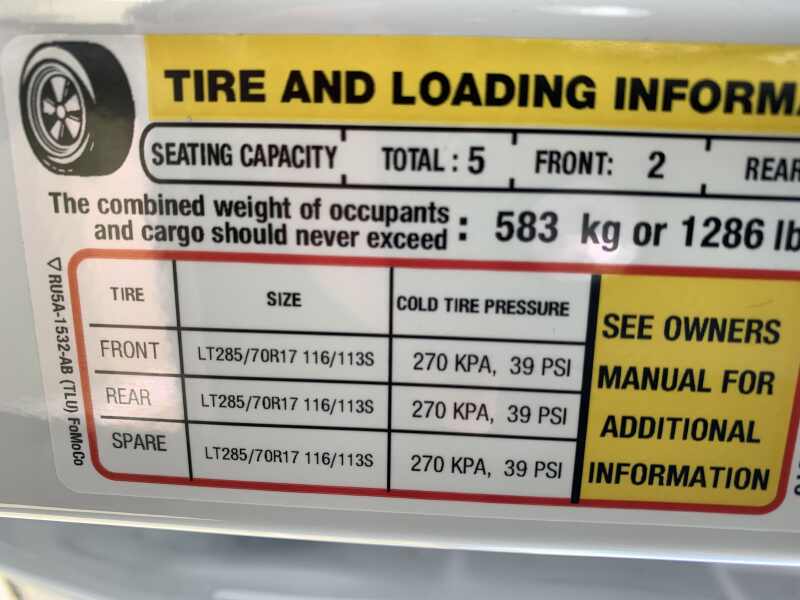 TIRE AND LOADING INFORMA
SEATING CAPACITY TOTAL : 5 FRONT: 2 REAR
The combined weight of occupants
and cargo should never exceed : 583 kg or 1286 lb
TIRE SIZE COLD TIRE PRESSURE
FRONT LT285/70R17 116/113S 270 KPA, 39 PSI
REAR LT285/70R17 116/113S 270 KPA, 39 PSI
SPARE LT285/70R17 116/113S 270 KPA, 39 PSI
SEE OWNERS
MANUAL FOR
ADDITIONAL
INFORMATION
RU5A-1532-AB (TLU) FoMoCo